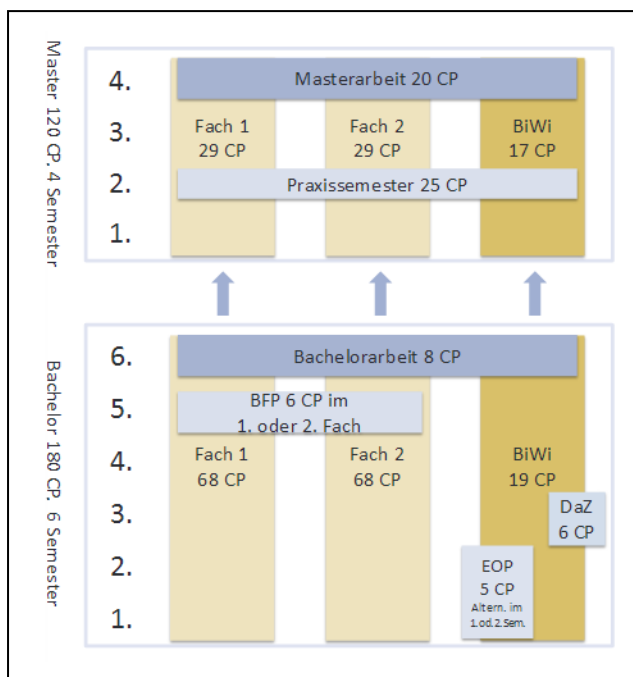 Master 120 CP, 4 Semester
4.
Masterarbeit 20 CP
3.
Fach 1
29 CP
Fach 2
29 CP
BiWi
17 CP
2.
Praxissemester 25 CP
1.
Bachelor 180 CP, 6 Semester
6.
Bachelorarbeit 8 CP
5.
BFP 6 CP im
1. oder 2. Fach
4.
Fach 1
68 CP
Fach 2
68 CP
BiWi
19 CP
3.
DaZ
6 CP
2.
EOP
5 CP
Altern. im
1.od.2.Sem.
1.